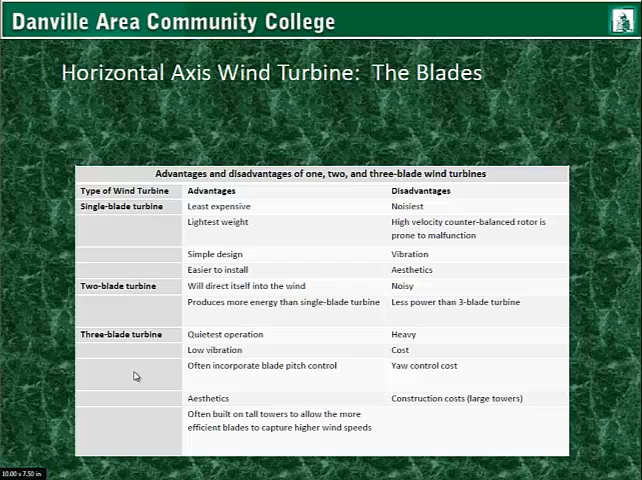 Danville Area Community College
Horizontal Axis Wind Turbine: The Blades
Advantages and disadvantages of one, two, and three-blade wind turbines
Type of Wind Turbine Advantages Disadvantages
Single-blade turbine Least expensive Noisiest
Lightest weight High velocity counter-balanced rotor is
prone to malfunction
Simple design Vibration
Easier to install Aesthetics
Two-blade turbine Will direct itself into the wind Noisy
Produces more energy than single-blade turbine Less power than 3-blade turbine
Three-blade turbine Quietest operation Heavy
Low vibration Cost
Often incorporate blade pitch control Yaw control cost
Aesthetics Construction costs (large towers)
Often built on tall towers to allow the more
efficient blades to capture higher wind speeds
10.00 x 7.50 in